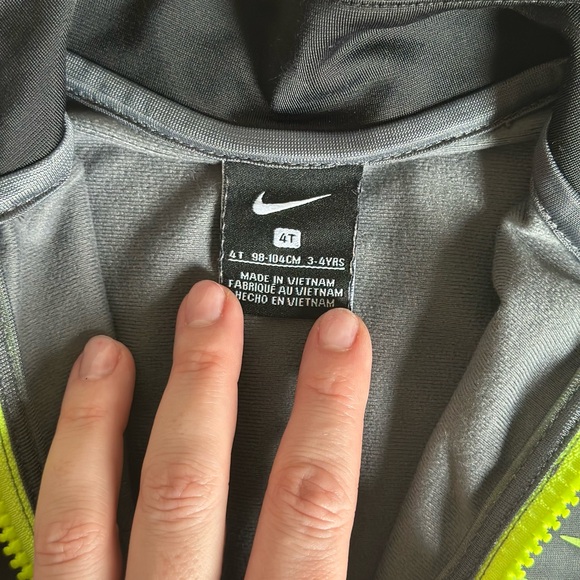 4T
4T 98-104CM 3-4YRS
MADE IN VIETNAM
FABRIQUÉ AU VIETNAM
HECHO EN VIETNAM